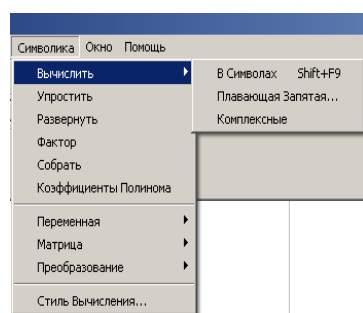 Символика Окно Помощь
Вычислить
В Символах Shift+F9
Упростить
Плавающая Запятая...
Развернуть
Комплексные
Фактор
Собрать
Коэффициенты Полинома
Переменная
Матрица
Преобразование
Стиль Вычисления...